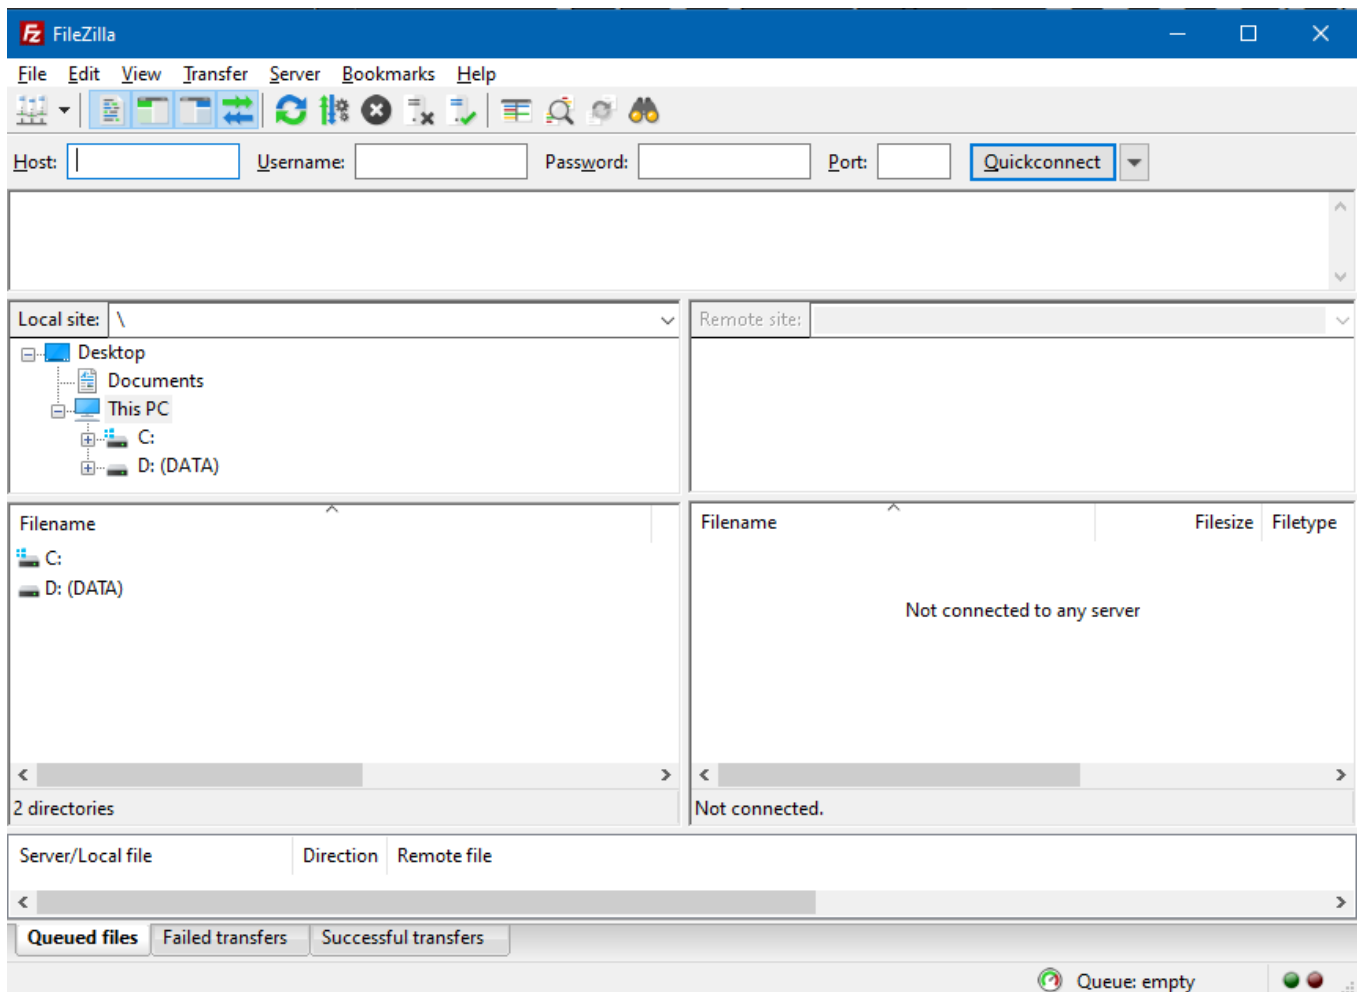 FileZilla
File Edit View Transfer Server Bookmarks Help
Host: Username: Password: Port: Quickconnect
Local site: \
Desktop
Documents
This PC
C:
D: (DATA)
Remote site:
Filename
C:
D: (DATA)
2 directories
Filename Filesize Filetype
Not connected to any server
Not connected.
Server/Local file Direction Remote file
Queued files Failed transfers Successful transfers
Queue: empty